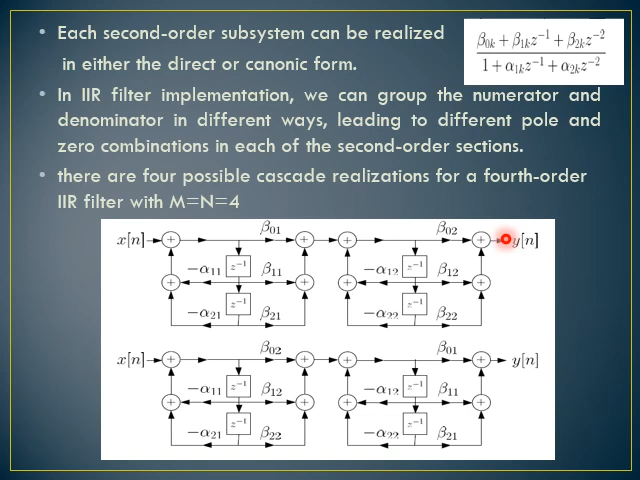 • Each second-order subsystem can be realized
in either the direct or canonic form.
β0k + β1kz−1 + β2kz−2
1 + α1kz−1 + α2kz−2
• In IIR filter implementation, we can group the numerator and
denominator in different ways, leading to different pole and
zero combinations in each of the second-order sections.
• there are four possible cascade realizations for a fourth-order
IIR filter with M=N=4
x[n] + β01 + + β02 + y[n]
z−1 z−1
+ −α11 β11 + + −α12 β12 +
z−1 z−1
−α21 β21 −α22 β22
x[n] + β02 + + β01 + y[n]
z−1 z−1
+ −α11 β12 + + −α12 β11 +
z−1 z−1
−α21 β22 −α22 β21